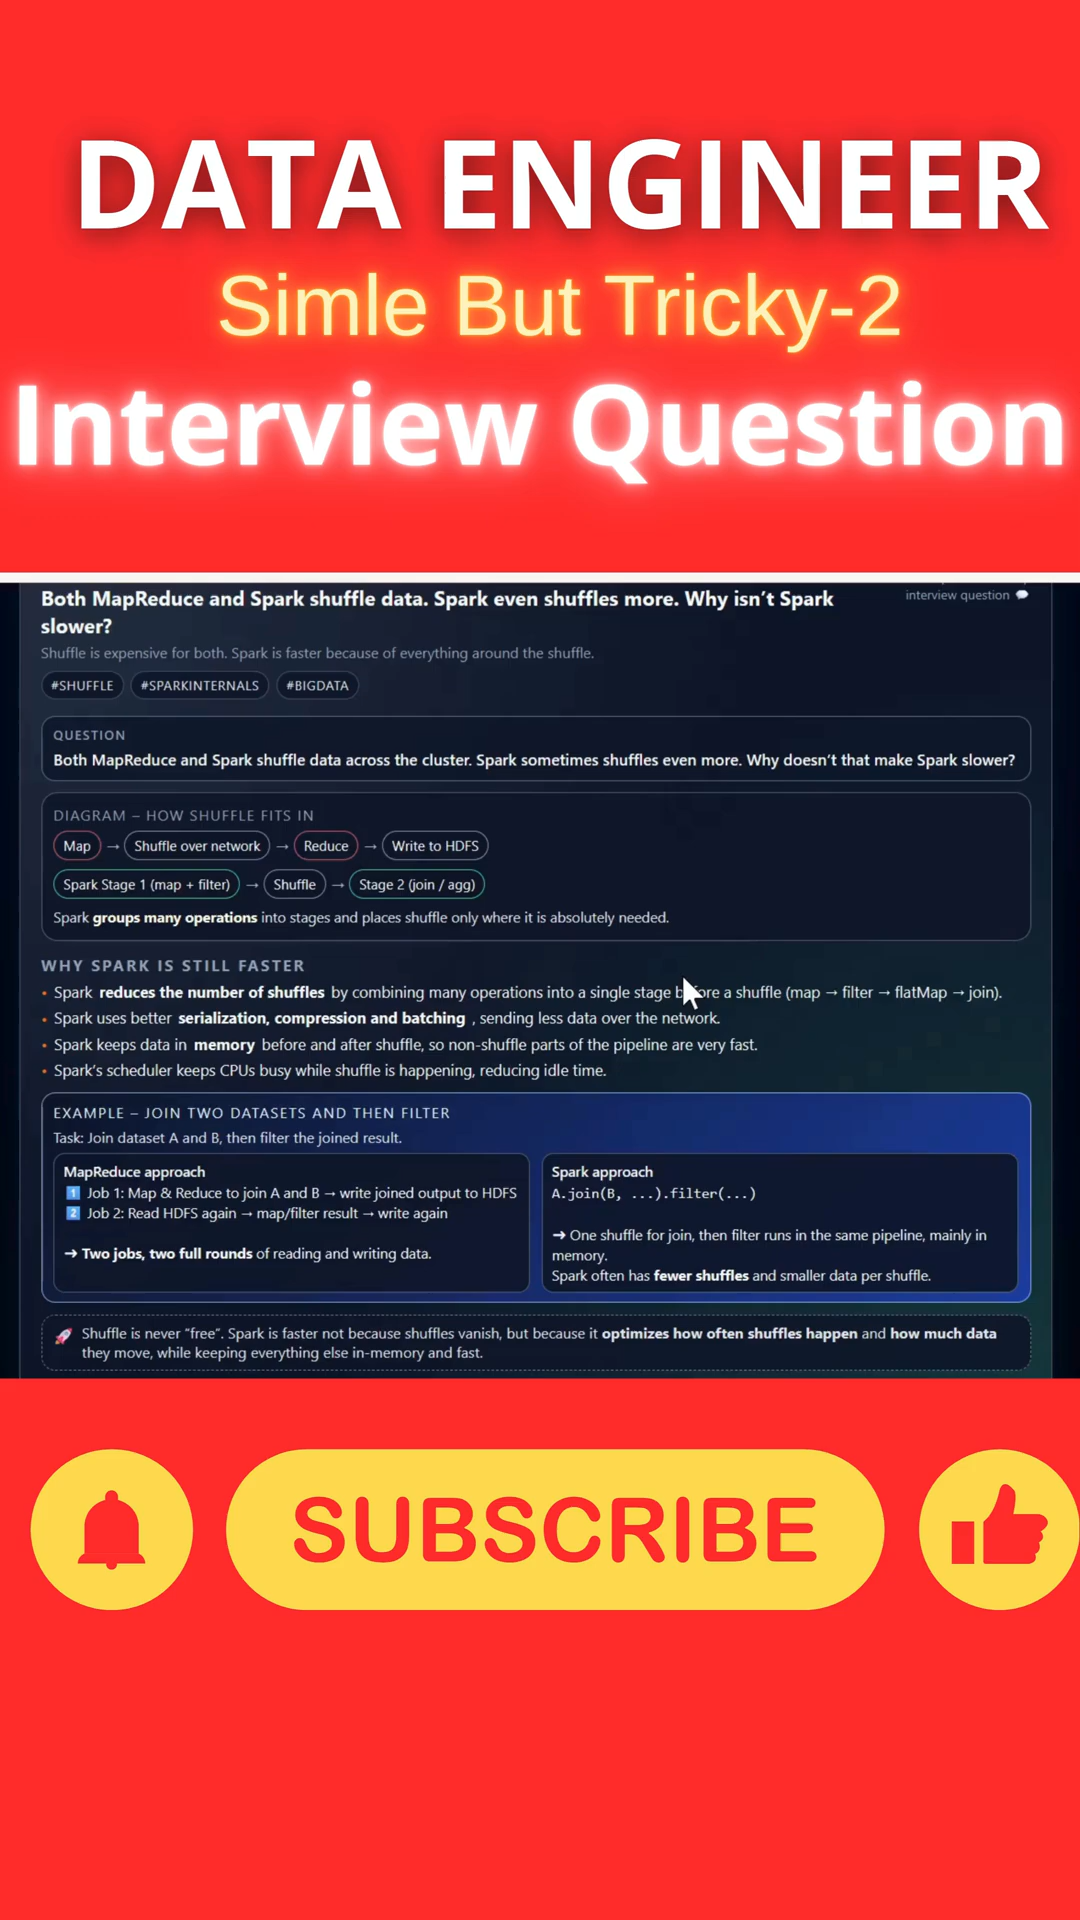 DATA ENGINEER
Simle But Tricky-2
Interview Question
Both MapReduce and Spark shuffle data. Spark even shuffles more. Why isn’t Spark
slower?
interview question 💬
Shuffle is expensive for both. Spark is faster because of everything around the shuffle.
#SHUFFLE #SPARKINTERNALS #BIGDATA
QUESTION
Both MapReduce and Spark shuffle data across the cluster. Spark sometimes shuffles even more. Why doesn’t that make Spark slower?
DIAGRAM – HOW SHUFFLE FITS IN
Map → Shuffle over network → Reduce → Write to HDFS
Spark Stage 1 (map + filter) → Shuffle → Stage 2 (join / agg)
Spark groups many operations into stages and places shuffle only where it is absolutely needed.
WHY SPARK IS STILL FASTER
• Spark reduces the number of shuffles by combining many operations into a single stage before a shuffle (map → filter → flatMap → join).
• Spark uses better serialization, compression and batching , sending less data over the network.
• Spark keeps data in memory before and after shuffle, so non-shuffle parts of the pipeline are very fast.
• Spark’s scheduler keeps CPUs busy while shuffle is happening, reducing idle time.
EXAMPLE – JOIN TWO DATASETS AND THEN FILTER
Task: Join dataset A and B, then filter the joined result.
MapReduce approach
1️⃣ Job 1: Map & Reduce to join A and B → write joined output to HDFS
2️⃣ Job 2: Read HDFS again → map/filter result → write again
→ Two jobs, two full rounds of reading and writing data.
Spark approach
A.join(B, ...).filter(...)
→ One shuffle for join, then filter runs in the same pipeline, mainly in
memory.
Spark often has fewer shuffles and smaller data per shuffle.
🚀 Shuffle is never “free”. Spark is faster not because shuffles vanish, but because it optimizes how often shuffles happen and how much data
they move, while keeping everything else in-memory and fast.
SUBSCRIBE